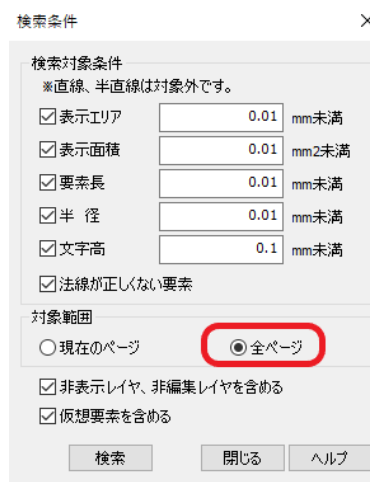 検索条件
検索対象条件
※直線、半直線は対象外です。
表示エリア 0.01 mm未満
表示面積 0.01 mm2未満
要素長 0.01 mm未満
半 径 0.01 mm未満
文字高 0.1 mm未満
法線が正しくない要素
対象範囲
現在のページ 全ページ
非表示レイヤ、非編集レイヤを含める
仮想要素を含める
検索 閉じる ヘルプ